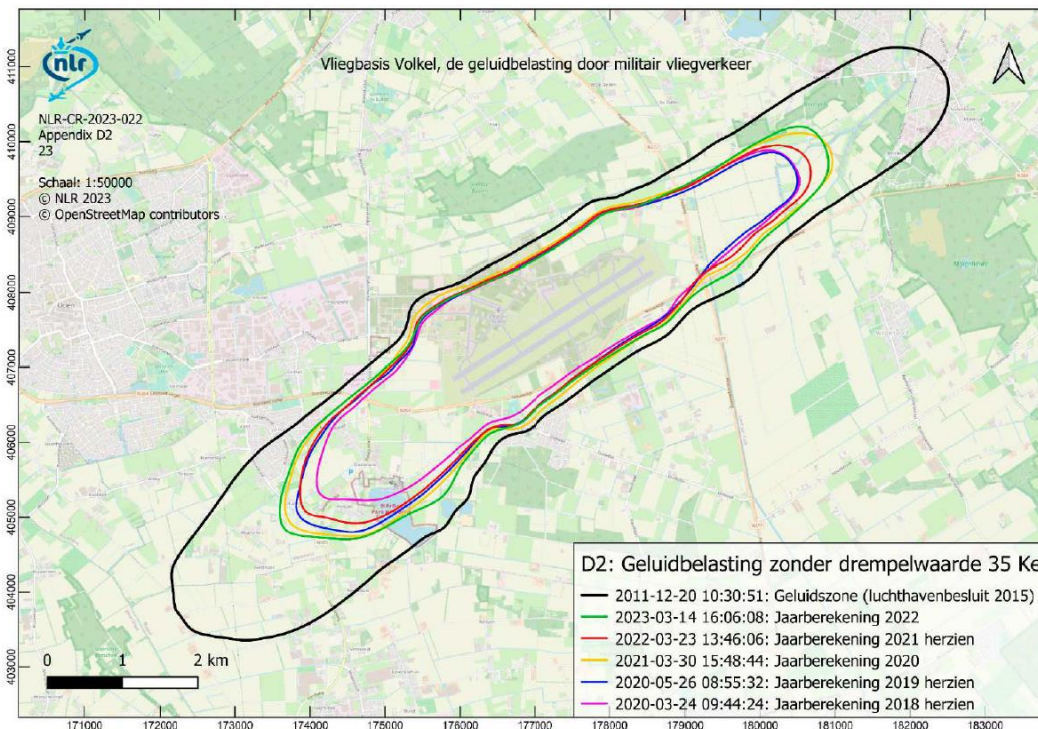 nlr
Vliegbasis Volkel, de geluidbelasting door militair vliegverkeer
NLR-CR-2023-022
Appendix D2
23
Schaal: 1:50000
© NLR 2023
© OpenStreetMap contributors
411000
410000
409000
408000
407000
406000
405000
404000
403000
D2: Geluidbelasting zonder drempelwaarde 35 Ke
2011-12-20 10:30:51: Geluidszone (luchthavenbesluit 2015)
2023-03-14 16:06:08: Jaarberekening 2022
2022-03-23 13:46:06: Jaarberekening 2021 herzien
2021-03-30 15:48:44: Jaarberekening 2020
2020-05-26 08:55:32: Jaarberekening 2019 herzien
2020-03-24 09:44:24: Jaarberekening 2018 herzien
0 1 2 km
171000 172000 173000 174000 175000 176000 177000 178000 179000 180000 181000 182000 183000